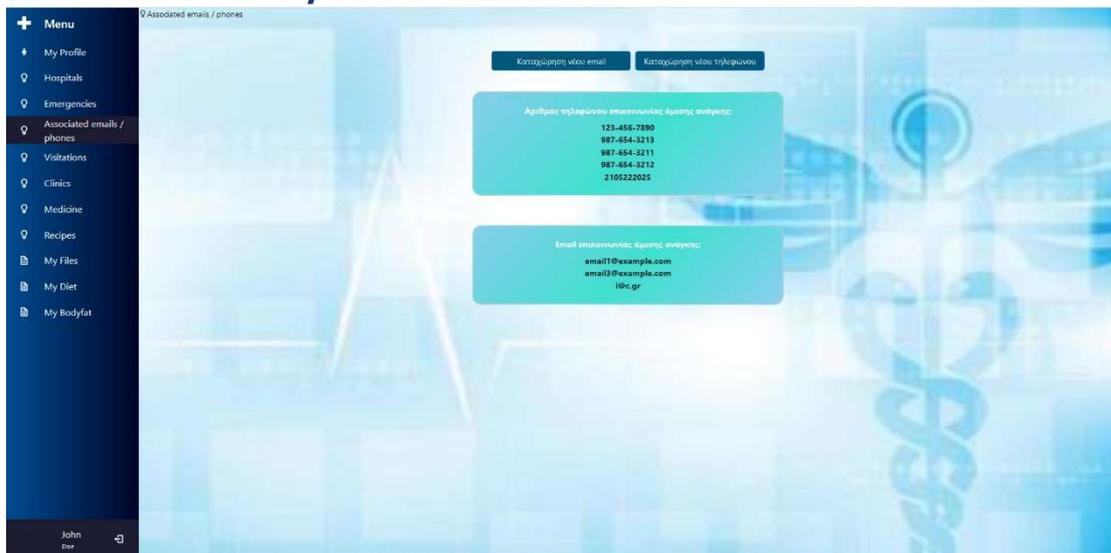 Menu
My Profile
Hospitals
Emergencies
Associated emails /
phones
Visitations
Clinics
Medicine
Recipes
My Files
My Diet
My Bodyfat
John
Doe
Associated emails / phones
Καταχώρηση νέου email
Καταχώρηση νέου τηλεφώνου
Αριθμός τηλεφώνου επικοινωνίας άμεσης ανάγκης:
123-456-7890
987-654-3213
987-654-3211
987-654-3212
2105222025
Email επικοινωνίας άμεσης ανάγκης:
email1@example.com
email3@example.com
i@c.gr